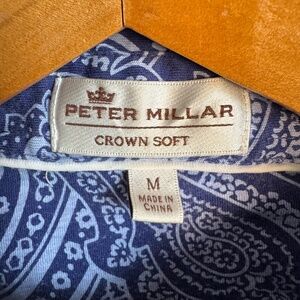 PETER MILLAR
CROWN SOFT
M
MADE IN
CHINA